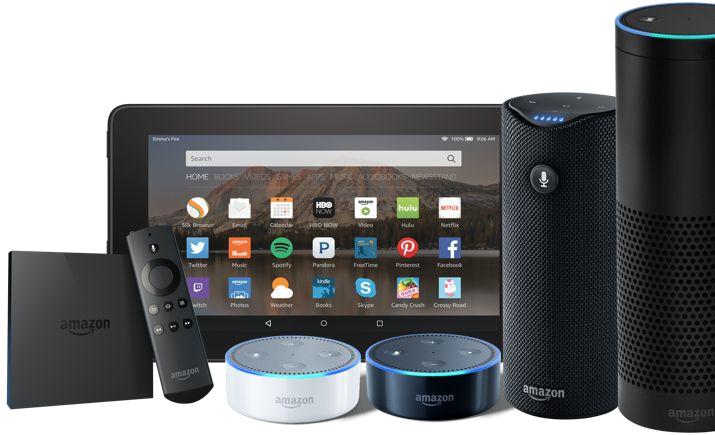 Emma's Fire 100% 9:06 AM
Search
HOME BOOKS VIDEOS GAMES APPS MUSIC AUDIOBOOKS NEWSSTAND
HBO
NOW
amazon
hulu
NETFLIX
Silk Browser Email Calendar HBO NOW Video Hulu Netflix
amazon
P
f
Twitter Music Spotify Pandora FreeTime Pinterest Facebook
amazon
kindle
S
Twitch Photos Weather Books Skype Candy Crush Crossy Road
amazon
amazon
amazon
amazon
amazon
amazon